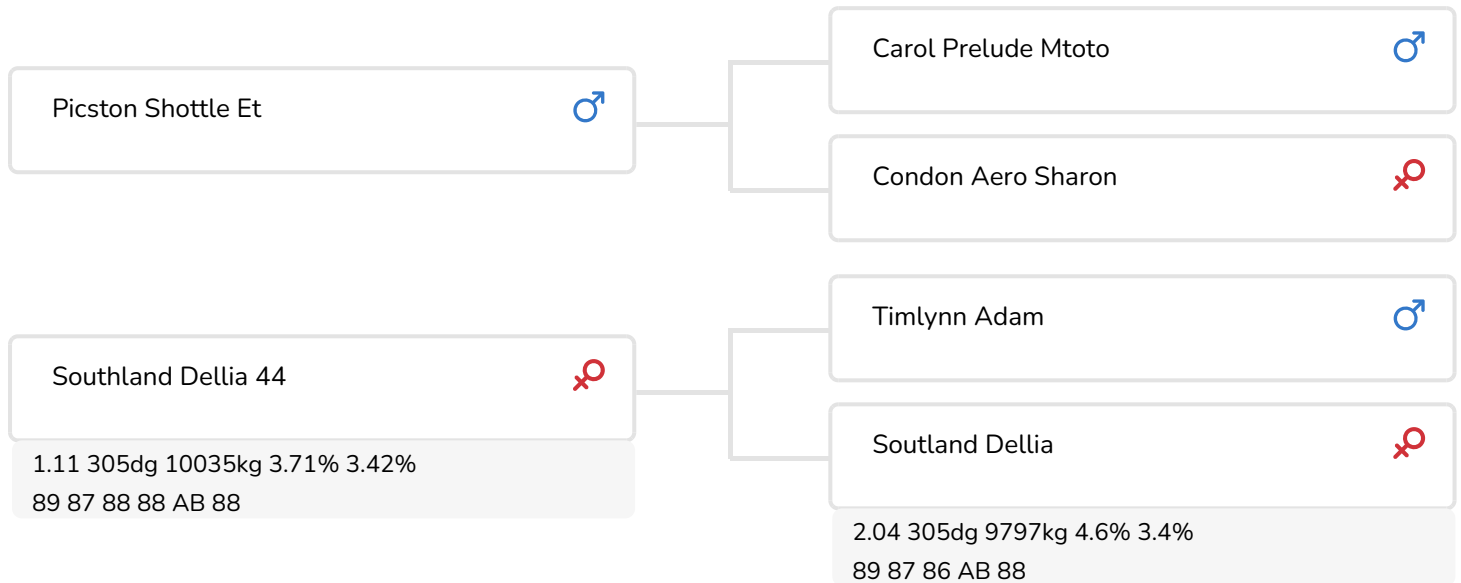 Carol Prelude Mtoto
Picston Shottle Et
Condon Aero Sharon
Timlynn Adam
Southland Dellia 44
Soutland Dellia
1.11 305dg 10035kg 3.71% 3.42%
89 87 88 88 AB 88
2.04 305dg 9797kg 4.6% 3.4%
89 87 86 AB 88